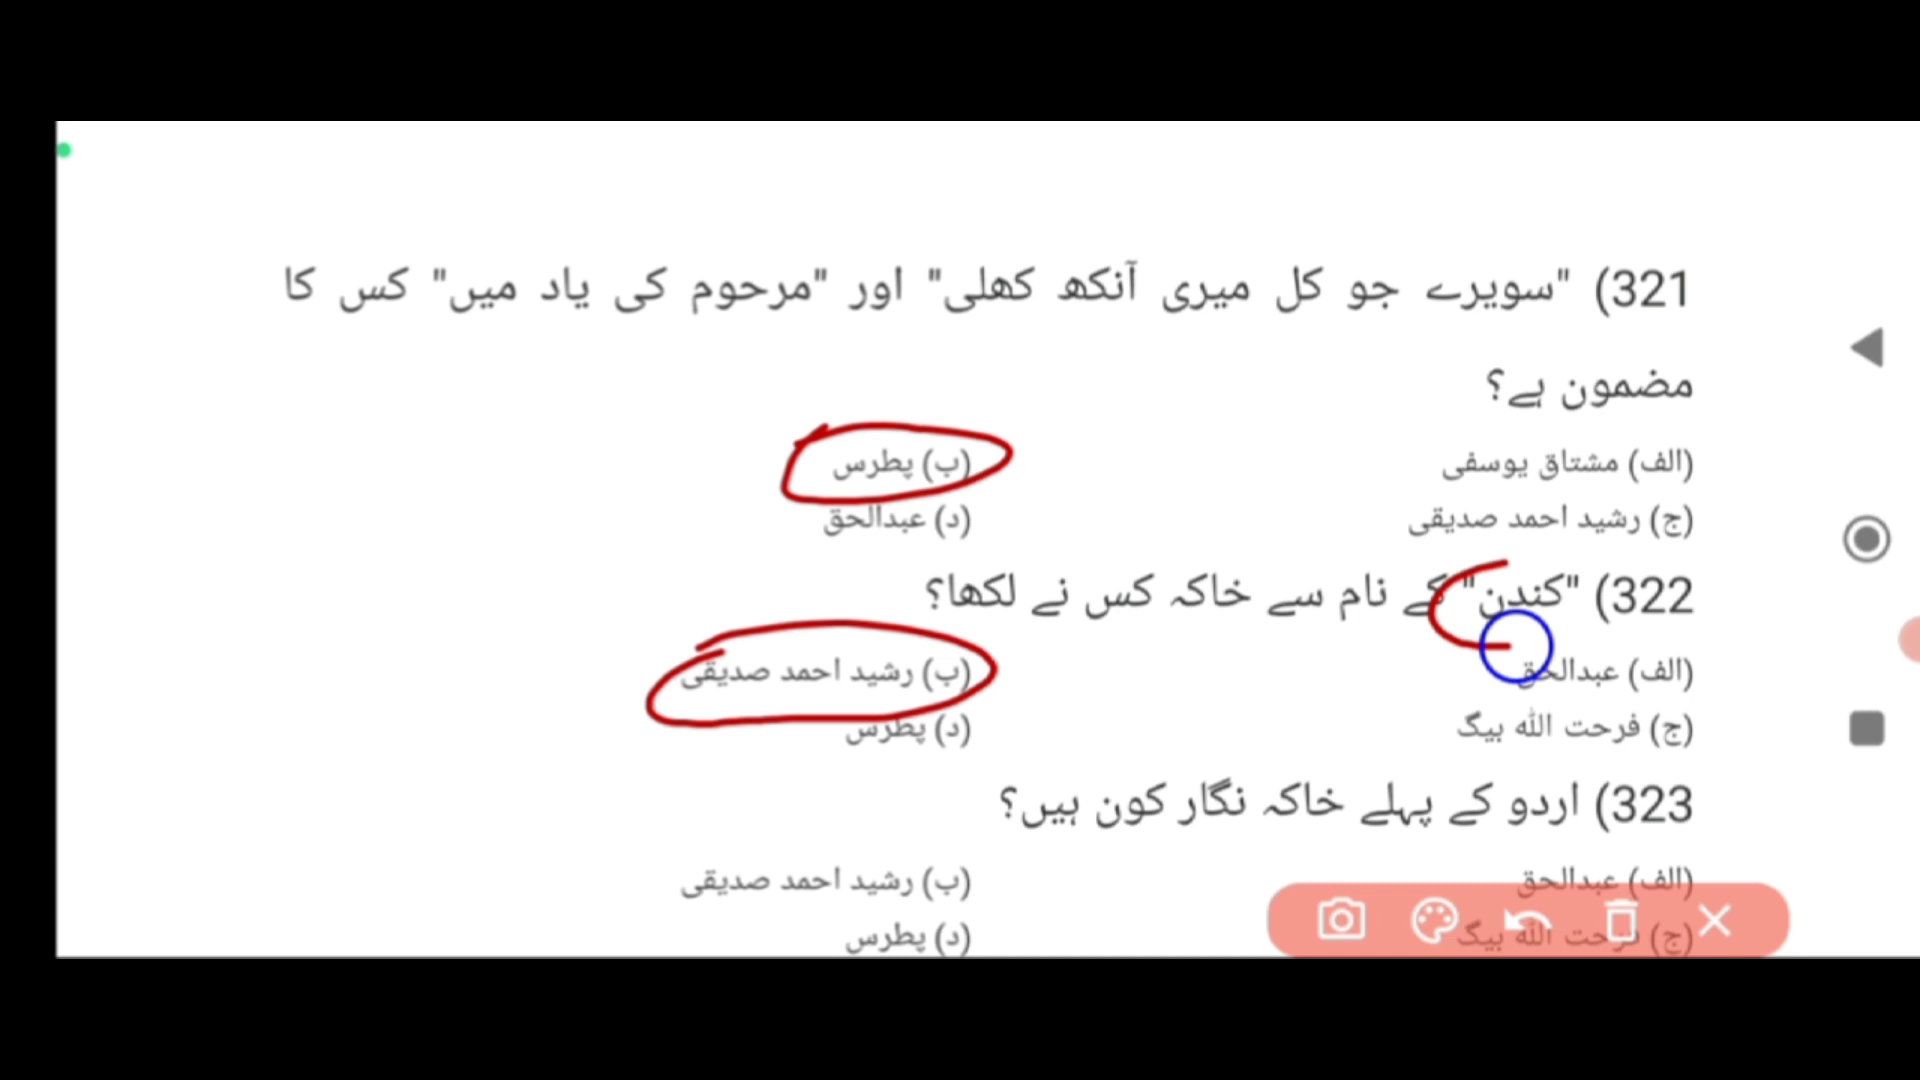 321) "سویرے جو کل میری آنکھ کھلی" اور "مرحوم کی یاد میں" کس کا
مضمون ہے؟
(الف) مشتاق یوسفی (ب) پطرس
(ج) رشید احمد صدیقی (د) عبدالحق
322) "کندن" کے نام سے خاکہ کس نے لکھا؟
(الف) عبدالحق (ب) رشید احمد صدیقی
(ج) فرحت اللہ بیگ (د) پطرس
323) اردو کے پہلے خاکہ نگار کون ہیں؟
(الف) عبدالحق (ب) رشید احمد صدیقی
(ج) فرحت اللہ بیگ (د) پطرس